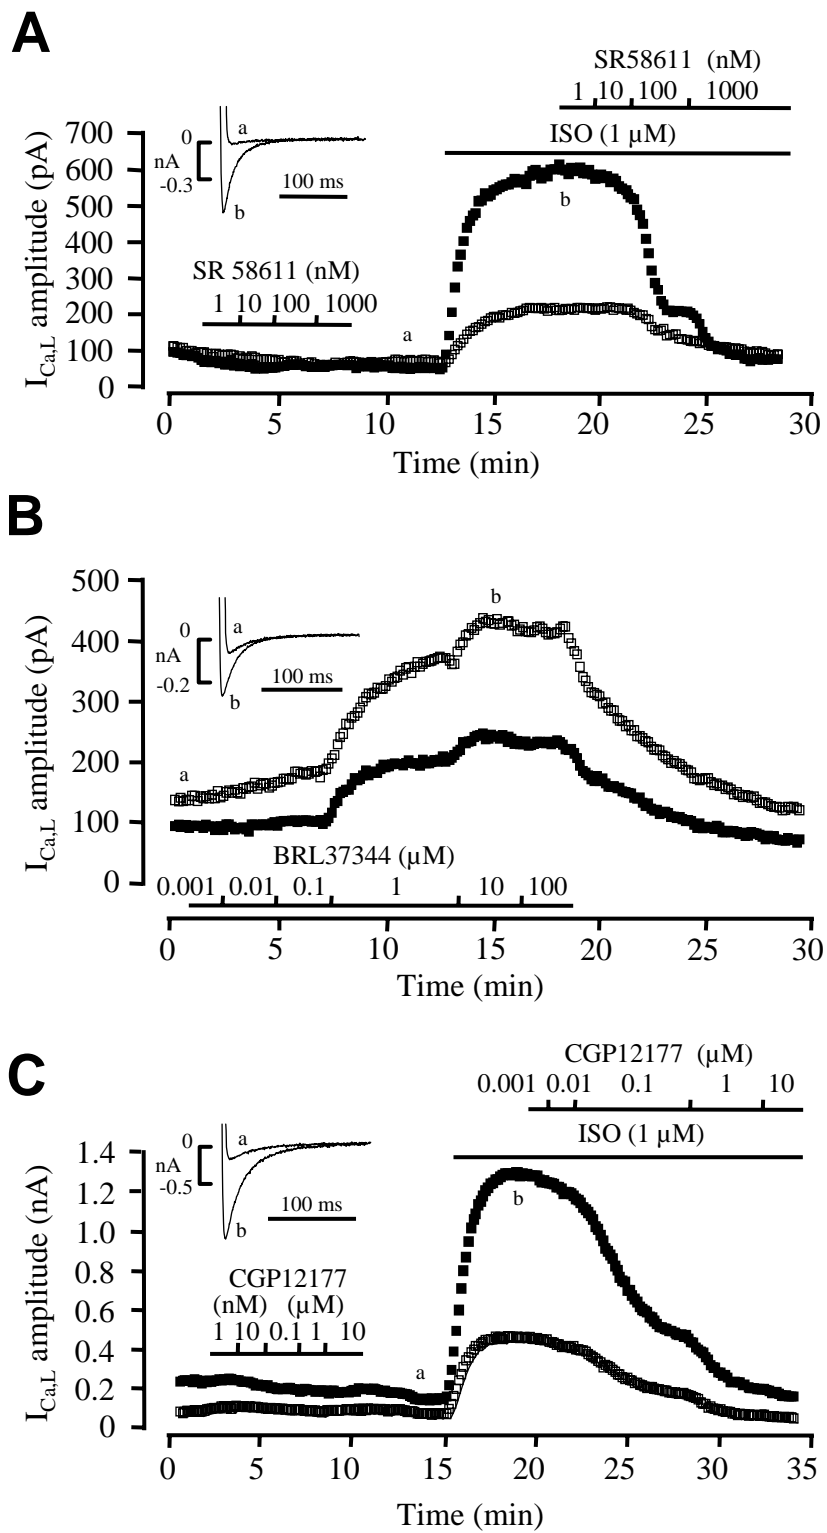 A
SR58611 (nM)
1 10 100 1000
ISO (1 µM)
700
600
500
400
300
200
100
0
I Ca,L amplitude (pA)
0
nA
-0.3
a
b
100 ms
SR 58611 (nM)
1 10 100 1000
a
b
0 5 10 15 20 25 30
Time (min)
B
500
400
300
200
100
0
I Ca,L amplitude (pA)
0
nA
-0.2
a
b
100 ms
a
b
BRL37344 (µM)
0.001 0.01 0.1 1 10 100
0 5 10 15 20 25 30
Time (min)
C
CGP12177 (µM)
0.001 0.01 0.1 1 10
ISO (1 µM)
1.4
1.2
1.0
0.8
0.6
0.4
0.2
0
I Ca,L amplitude (nA)
0
nA
-0.5
a
b
100 ms
CGP12177
(nM) (µM)
1 10 0.1 1 10
a
b
0 5 10 15 20 25 30 35
Time (min)